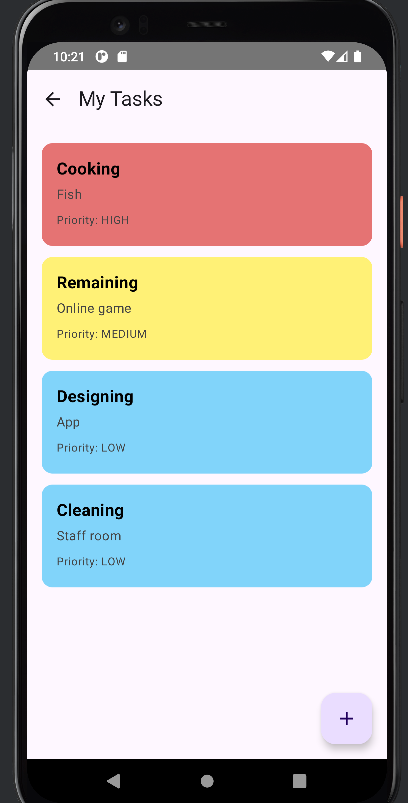 10:21
My Tasks
Cooking
Fish
Priority: HIGH
Remaining
Online game
Priority: MEDIUM
Designing
App
Priority: LOW
Cleaning
Staff room
Priority: LOW